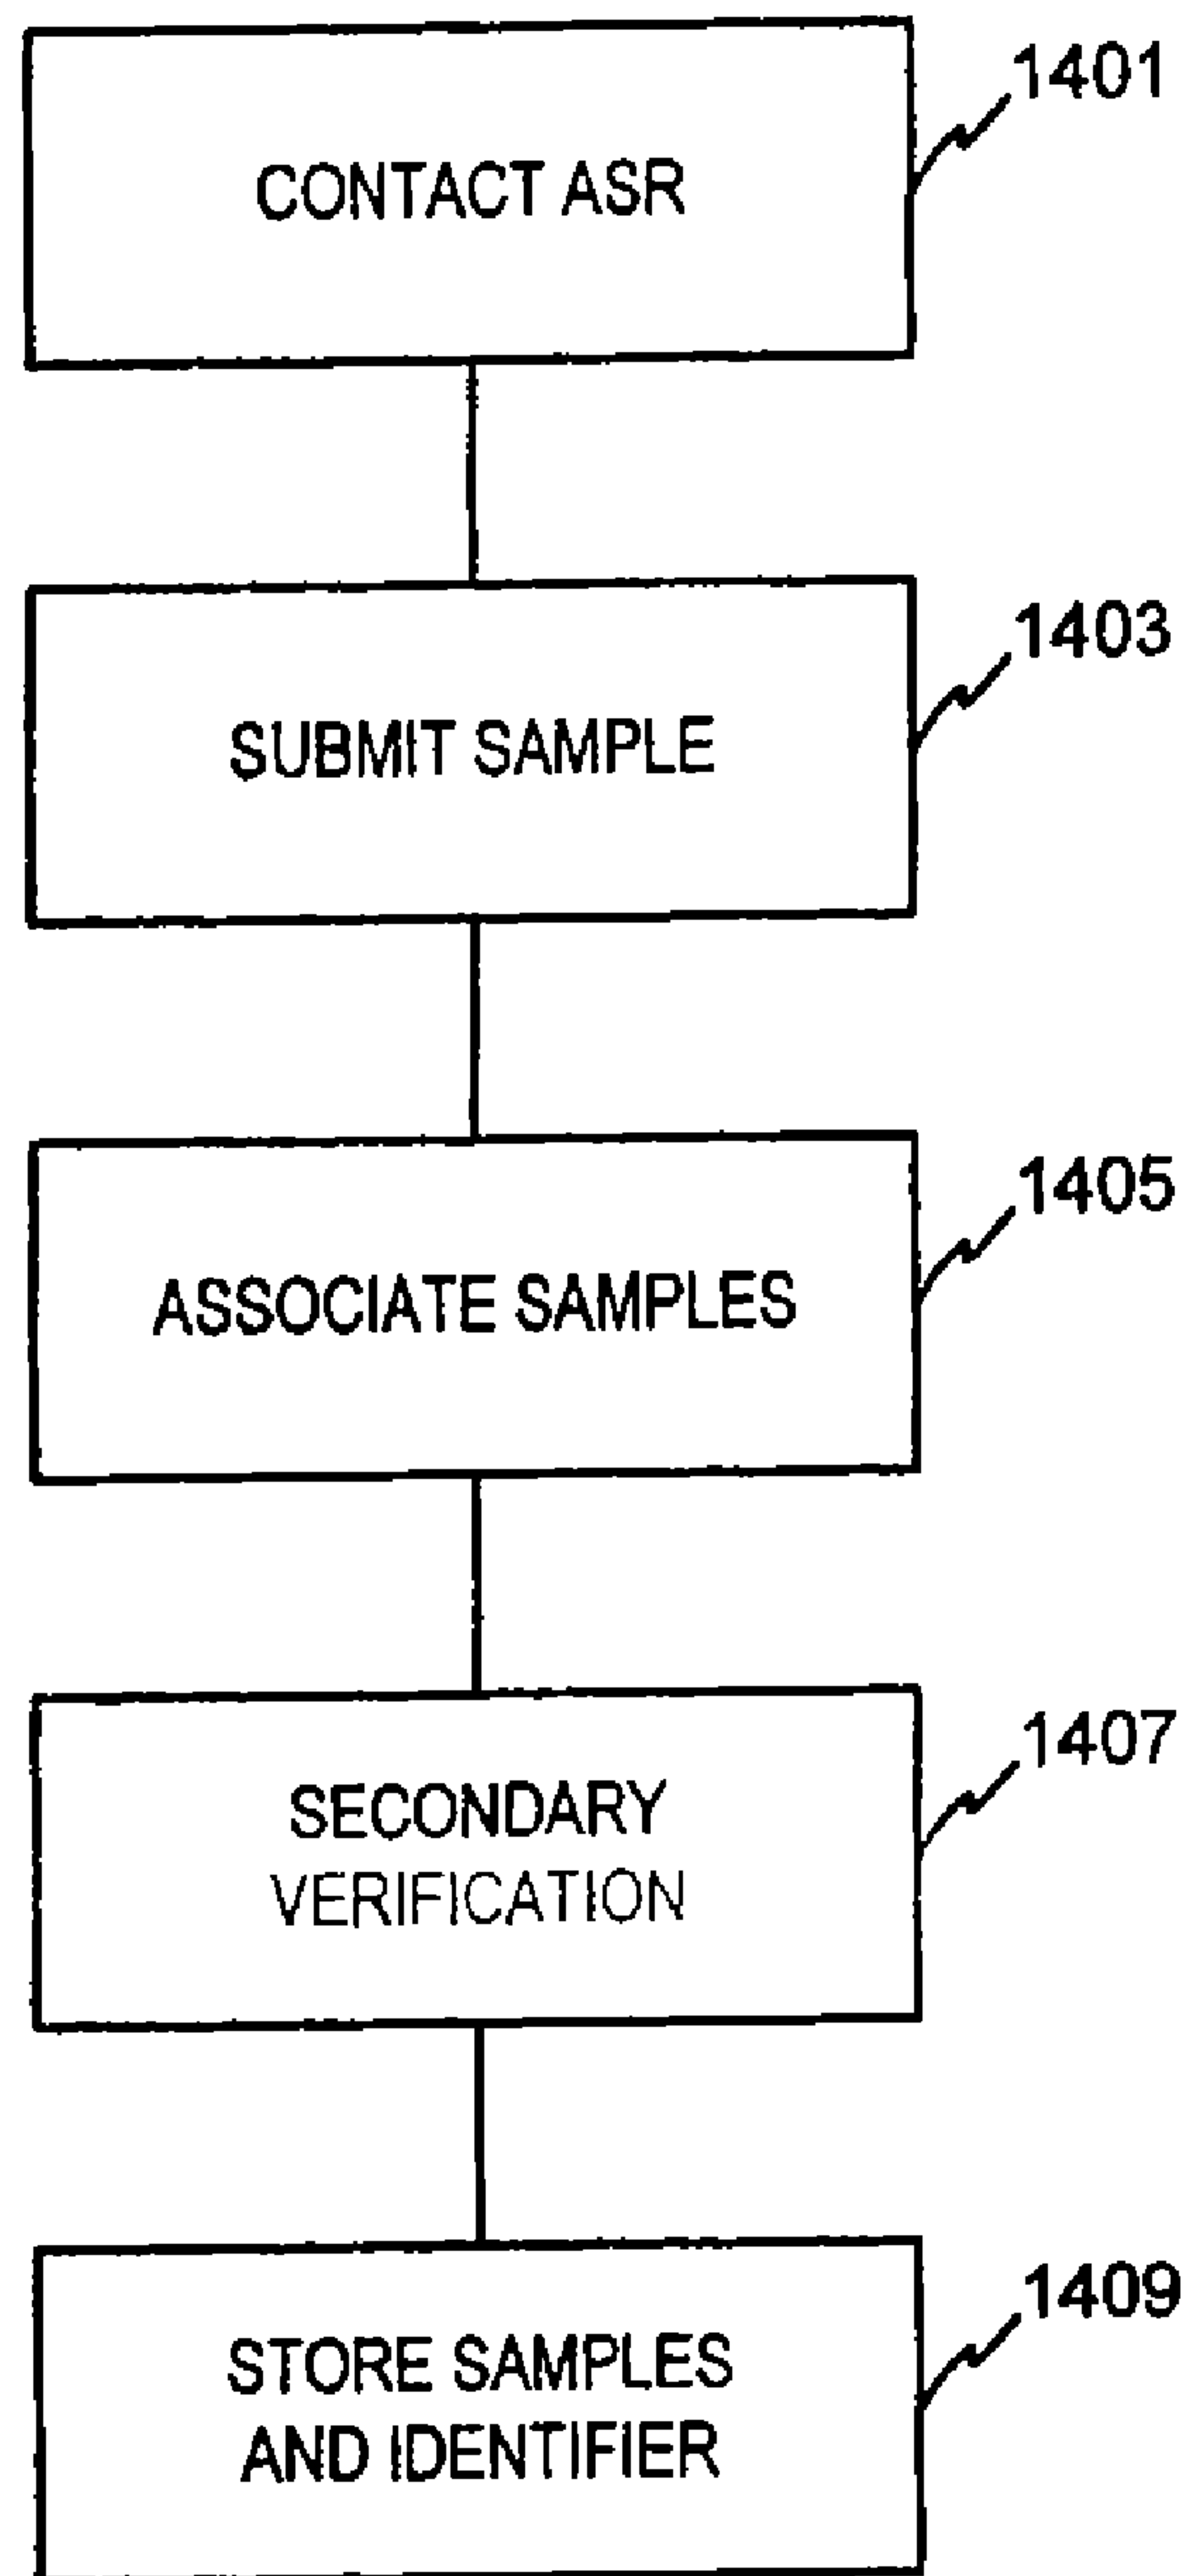 1401
CONTACT ASR
1403
SUBMIT SAMPLE
1405
ASSOCIATE SAMPLES
1407
SECONDARY
VERIFICATION
1409
STORE SAMPLES
AND IDENTIFIER